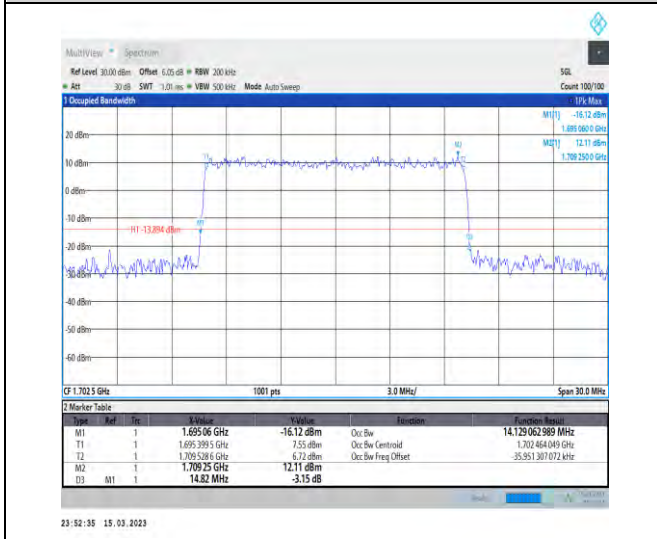 MultiView Spectrum
Ref Level 30.00 dBm Offset 6.05 dB RBW 200 kHz SGL
Att 30 dB SWT 1.01 ms VBW 500 kHz Mode Auto Sweep Count 100/100
1 Occupied Bandwidth 1Pk Max
M1[1] -16.12 dBm
1.695 060 0 GHz
M2[1] 12.11 dBm
1.709 250 0 GHz
20 dBm
M2
T1 T2
10 dBm
0 dBm
-10 dBm
M1
H1 -13.894 dBm
-20 dBm
D3
-30 dBm
-40 dBm
-50 dBm
-60 dBm
CF 1.702 5 GHz 1001 pts 3.0 MHz/ Span 30.0 MHz
2 Marker Table
Type Ref Trc X-Value Y-Value Function Function Result
M1 1 1.695 06 GHz -16.12 dBm Occ Bw 14.129 062 989 MHz
T1 1 1.695 399 5 GHz 7.55 dBm Occ Bw Centroid 1.702 464 049 GHz
T2 1 1.709 528 6 GHz 6.72 dBm Occ Bw Freq Offset -35.951 307 072 kHz
M2 1 1.709 25 GHz 12.11 dBm
D3 M1 1 14.82 MHz -3.15 dB
23:52:35 15.03.2023